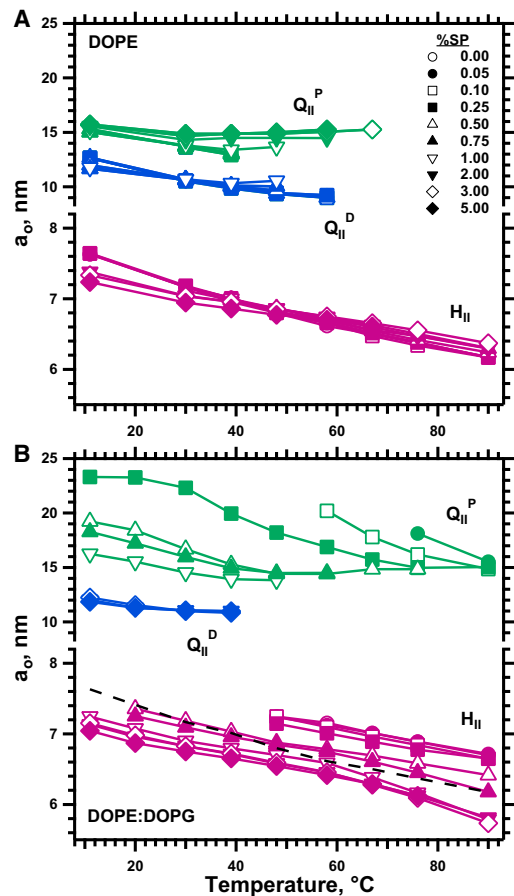 A
DOPE
%SP
0.00
0.05
0.10
0.25
0.50
0.75
1.00
2.00
3.00
5.00
Q_II^P
Q_II^D
H_II
25
20
15
10
8
7
6
a_o, nm
20 40 60 80
B
25
20
15
10
8
7
6
a_o, nm
Q_II^P
Q_II^D
H_II
DOPE:DOPG
20 40 60 80
Temperature, °C